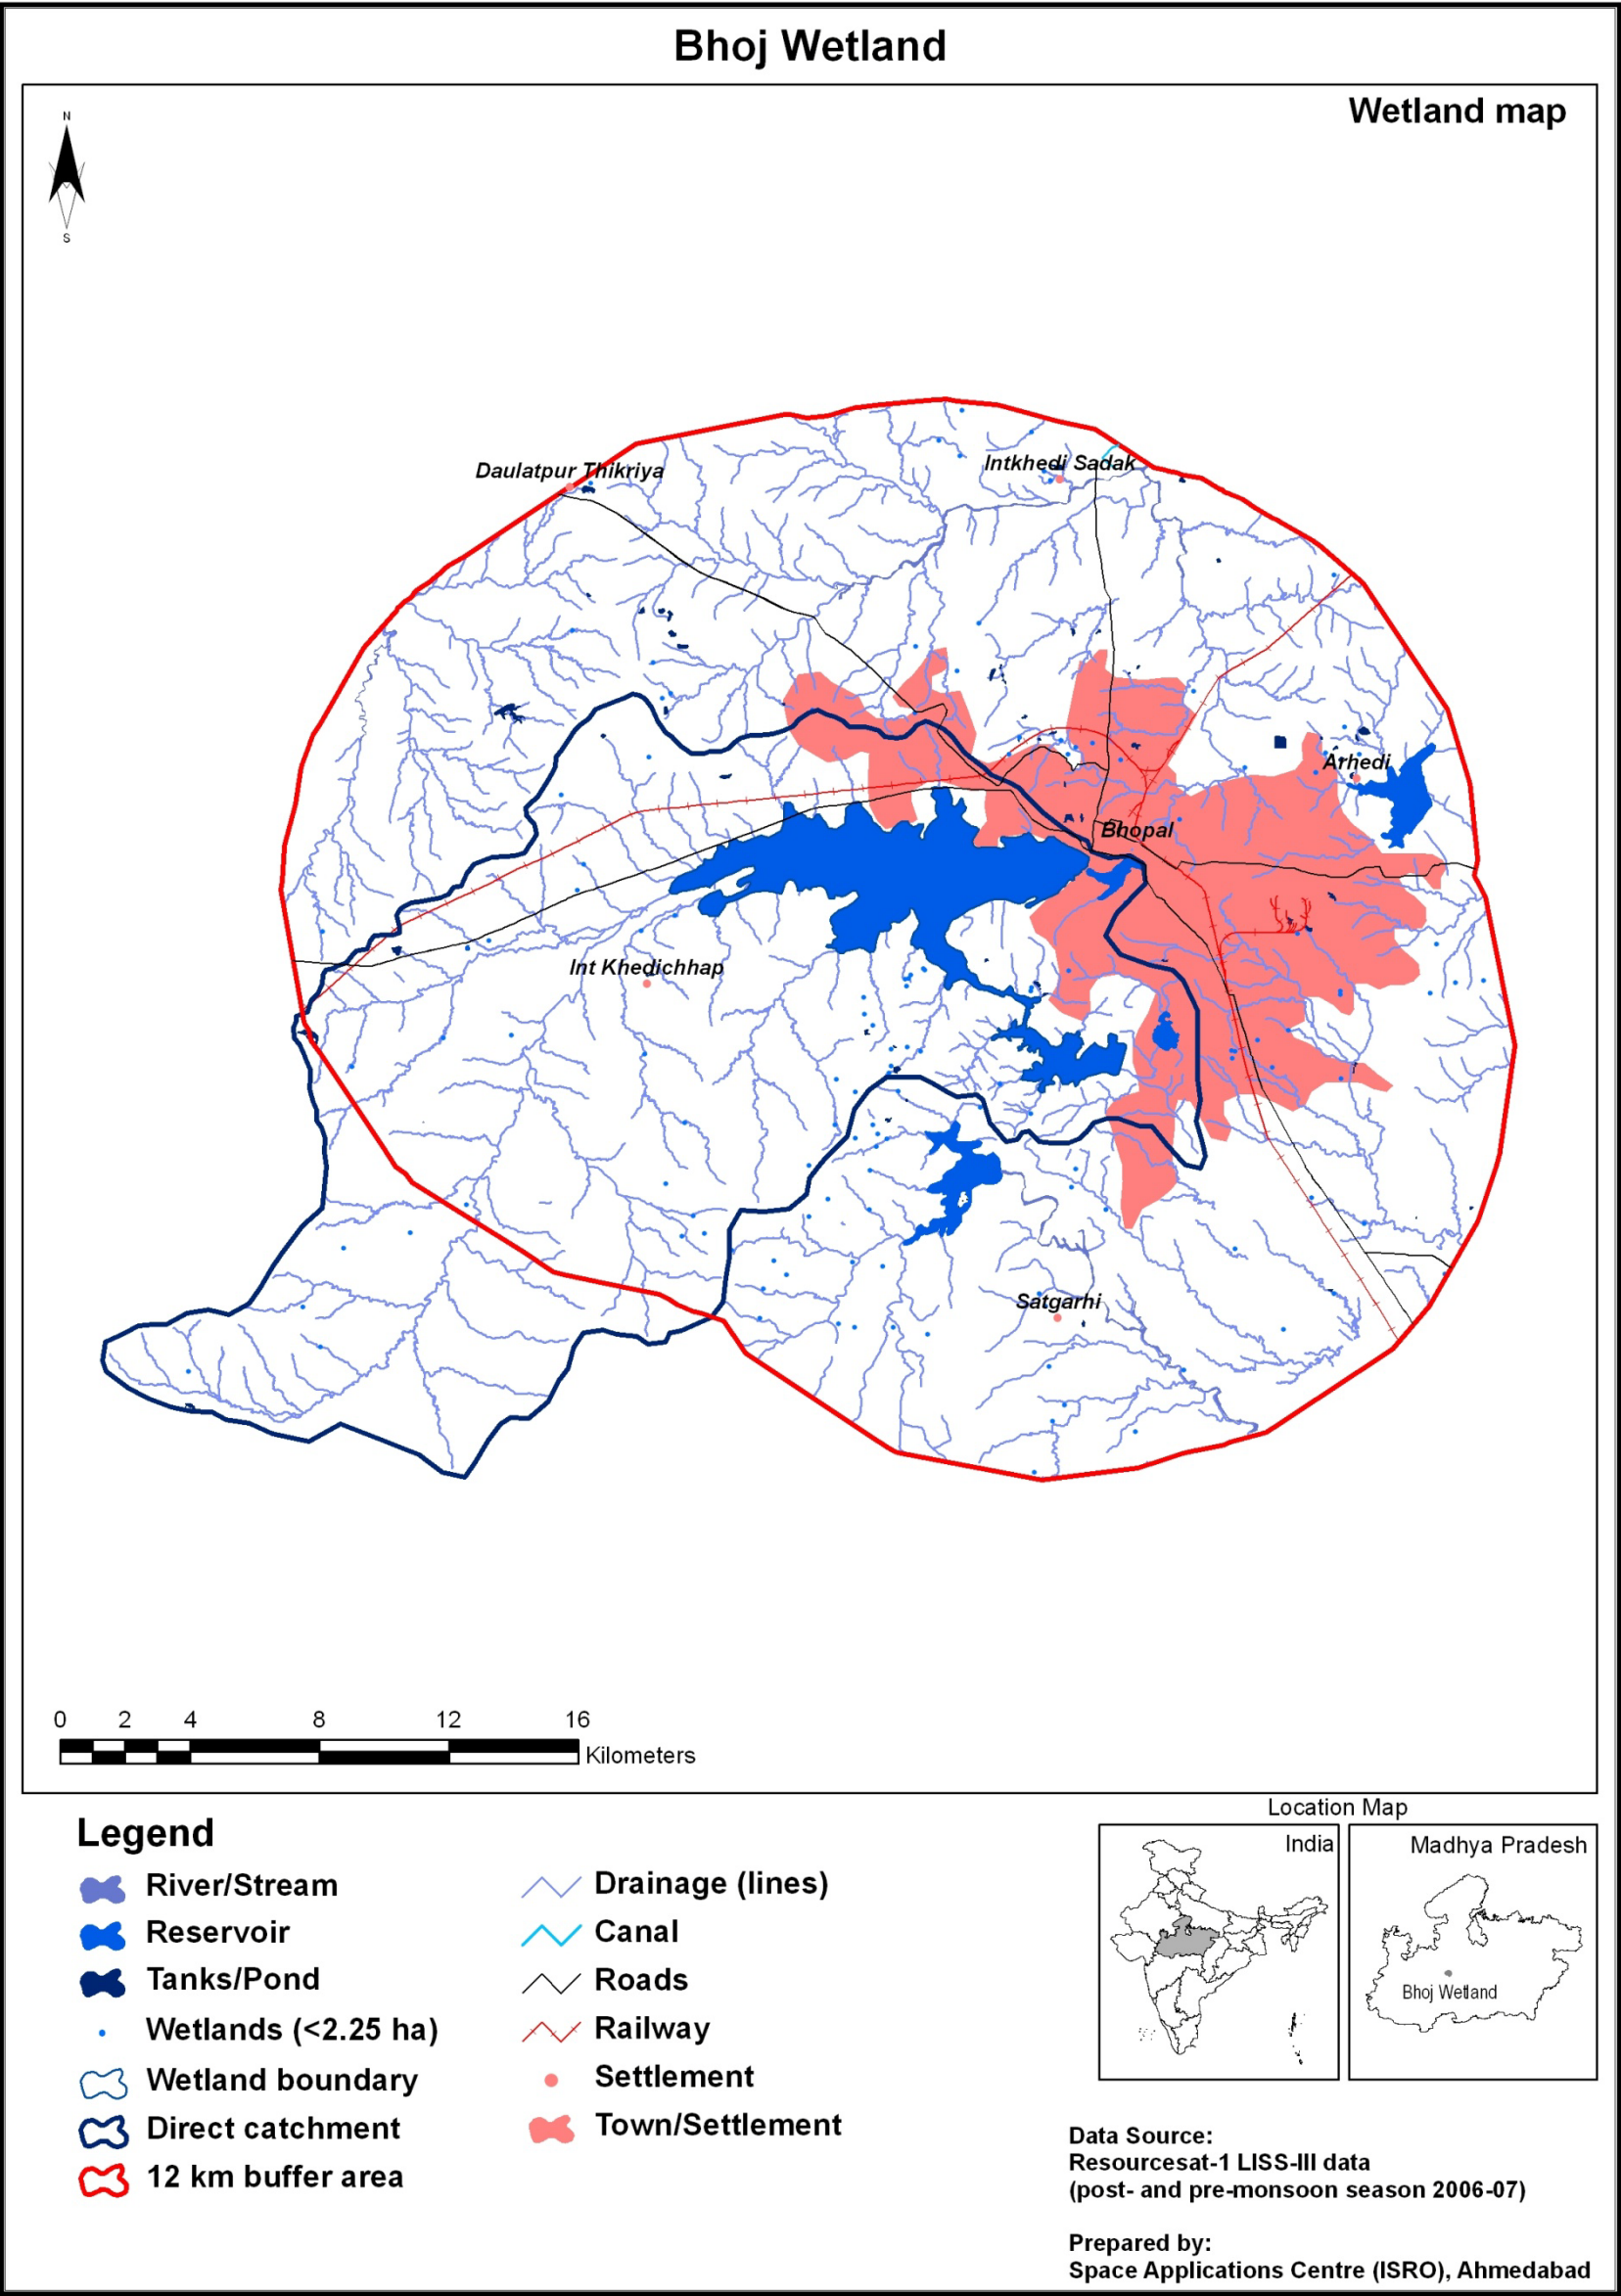 Bhoj Wetland
Wetland map
N
S
Daulatpur Thikriya
Intkhedi Sadak
Arhedi
Bhopal
Int Khedichhap
Satgarhi
0 2 4 8 12 16
Kilometers
Legend
River/Stream
Reservoir
Tanks/Pond
Wetlands (<2.25 ha)
Wetland boundary
Direct catchment
12 km buffer area
Drainage (lines)
Canal
Roads
Railway
Settlement
Town/Settlement
Location Map
India
Madhya Pradesh
Bhoj Wetland
Data Source:
Resourcesat-1 LISS-III data
(post- and pre-monsoon season 2006-07)
Prepared by:
Space Applications Centre (ISRO), Ahmedabad